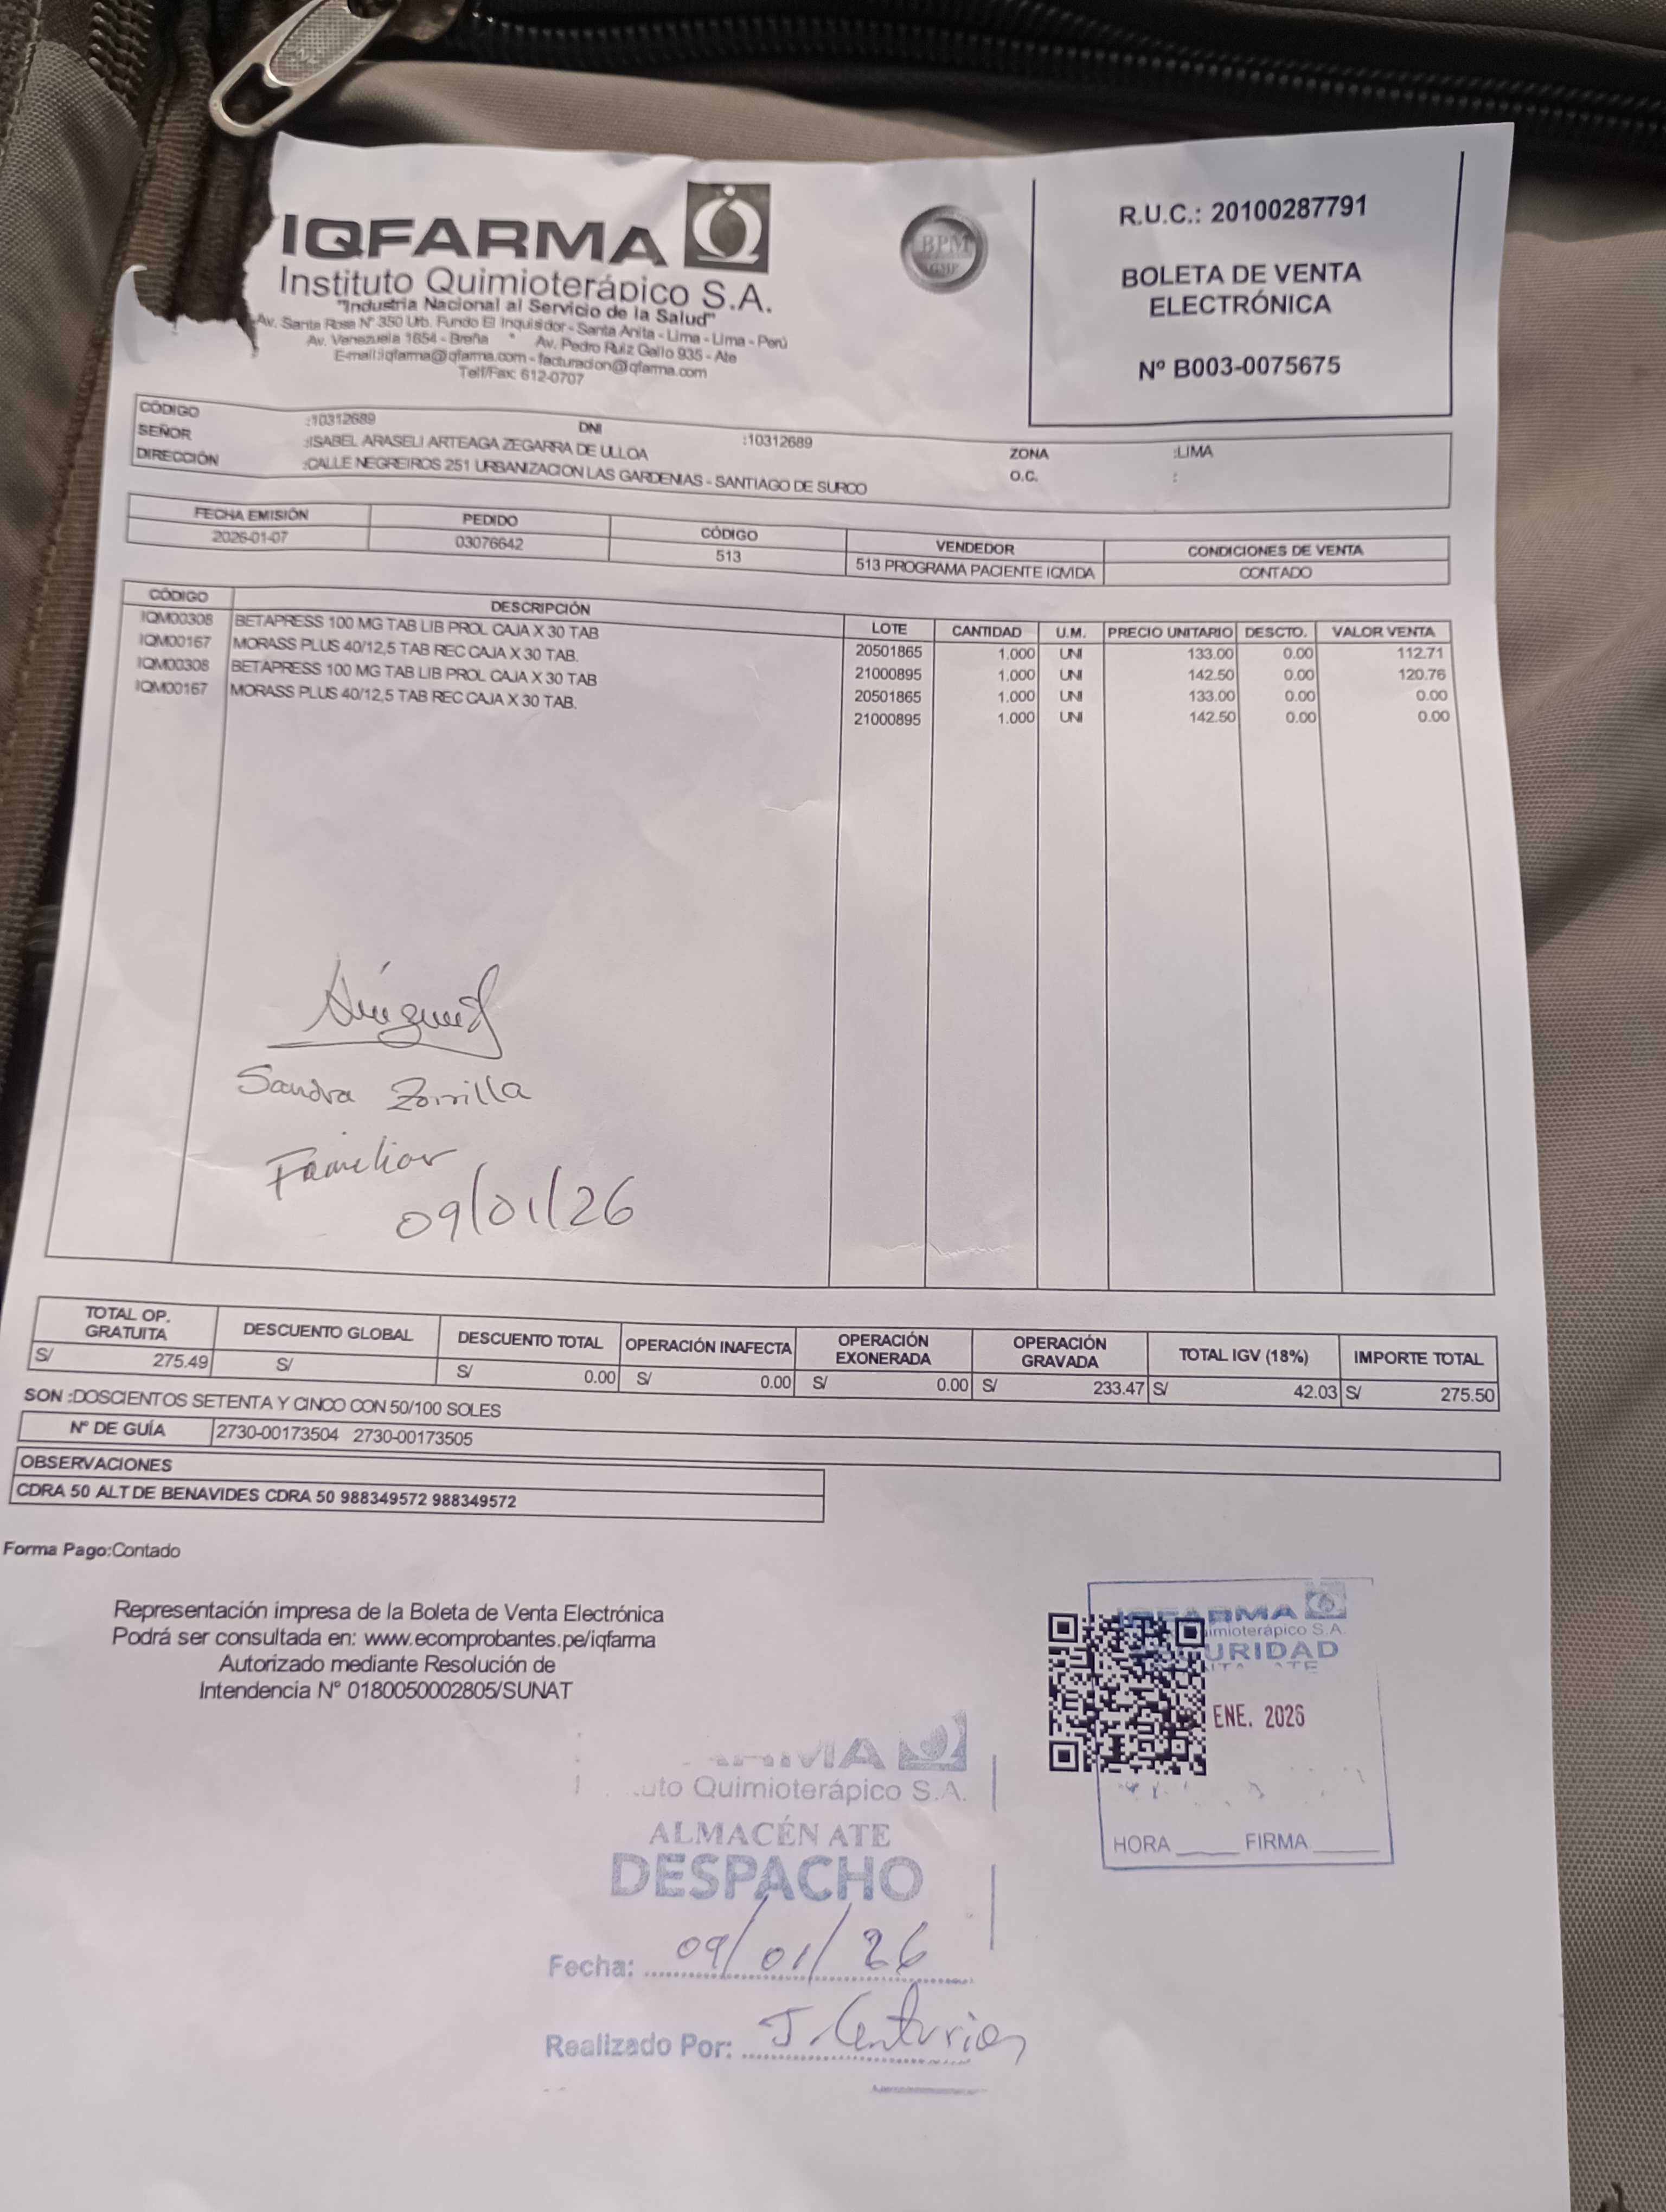 IQFARMA
Instituto Quimioterápico S.A.
"Industria Nacional al Servicio de la Salud"
Av. Santa Rosa N° 350 Urb. Fundo El Inquisidor - Santa Anita - Lima - Lima - Perú
Av. Venezuela 1654 - Breña * Av. Pedro Ruiz Gallo 935 - Ate
E-mail:iqfarma@iqfarma.com - facturacion@iqfarma.com
Telf/Fax: 612-0707
BPM
GMP
R.U.C.: 20100287791
BOLETA DE VENTA
ELECTRÓNICA
Nº B003-0075675
CÓDIGO :10312689 DNI :10312689
SEÑOR :ISABEL ARASELI ARTEAGA ZEGARRA DE ULLOA ZONA :LIMA
DIRECCIÓN :CALLE NEGREIROS 251 URBANIZACION LAS GARDENIAS - SANTIAGO DE SURCO O.C. :
FECHA EMISIÓN PEDIDO CÓDIGO VENDEDOR CONDICIONES DE VENTA
2026-01-07 03076642 513 513 PROGRAMA PACIENTE IQVIDA CONTADO
CÓDIGO DESCRIPCIÓN LOTE CANTIDAD U.M. PRECIO UNITARIO DESCTO. VALOR VENTA
IQM00308 BETAPRESS 100 MG TAB LIB PROL CAJA X 30 TAB 20501865 1.000 UNI 133.00 0.00 112.71
IQM00167 MORASS PLUS 40/12,5 TAB REC CAJA X 30 TAB. 21000895 1.000 UNI 142.50 0.00 120.76
IQM00308 BETAPRESS 100 MG TAB LIB PROL CAJA X 30 TAB 20501865 1.000 UNI 133.00 0.00 0.00
IQM00167 MORASS PLUS 40/12,5 TAB REC CAJA X 30 TAB. 21000895 1.000 UNI 142.50 0.00 0.00
Sandra Zorrilla
Familiar
09/01/26
TOTAL OP. GRATUITA DESCUENTO GLOBAL DESCUENTO TOTAL OPERACIÓN INAFECTA OPERACIÓN EXONERADA OPERACIÓN GRAVADA TOTAL IGV (18%) IMPORTE TOTAL
S/ 275.49 S/ S/ 0.00 S/ 0.00 S/ 0.00 S/ 233.47 S/ 42.03 S/ 275.50
SON :DOSCIENTOS SETENTA Y CINCO CON 50/100 SOLES
N° DE GUÍA 2730-00173504 2730-00173505
OBSERVACIONES
CDRA 50 ALT DE BENAVIDES CDRA 50 988349572 988349572
Forma Pago:Contado
Representación impresa de la Boleta de Venta Electrónica
Podrá ser consultada en: www.ecomprobantes.pe/iqfarma
Autorizado mediante Resolución de
Intendencia N° 0180050002805/SUNAT
S.A.
ENE. 2026
HORA FIRMA
Quimioterápico S.A.
ALMACÉN ATE
DESPACHO
Fecha: 09/01/26
Realizado Por: J. Centurion